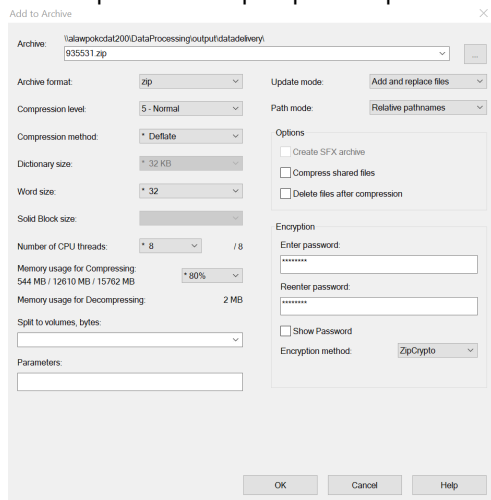 Add to Archive
Archive: \\alawpokcdat200\DataProcessing\output\datadelivery\
935531.zip
...
Archive format: zip
Update mode: Add and replace files
Compression level: 5 - Normal
Path mode: Relative pathnames
Compression method: * Deflate
Options
Create SFX archive
Dictionary size: * 32 KB
Compress shared files
Word size: * 32
Delete files after compression
Solid Block size:
Encryption
Number of CPU threads: * 8 / 8
Enter password:
********
Memory usage for Compressing:
544 MB / 12610 MB / 15762 MB
* 80%
Reenter password:
********
Memory usage for Decompressing: 2 MB
Split to volumes, bytes:
Show Password
Encryption method: ZipCrypto
Parameters:
OK Cancel Help